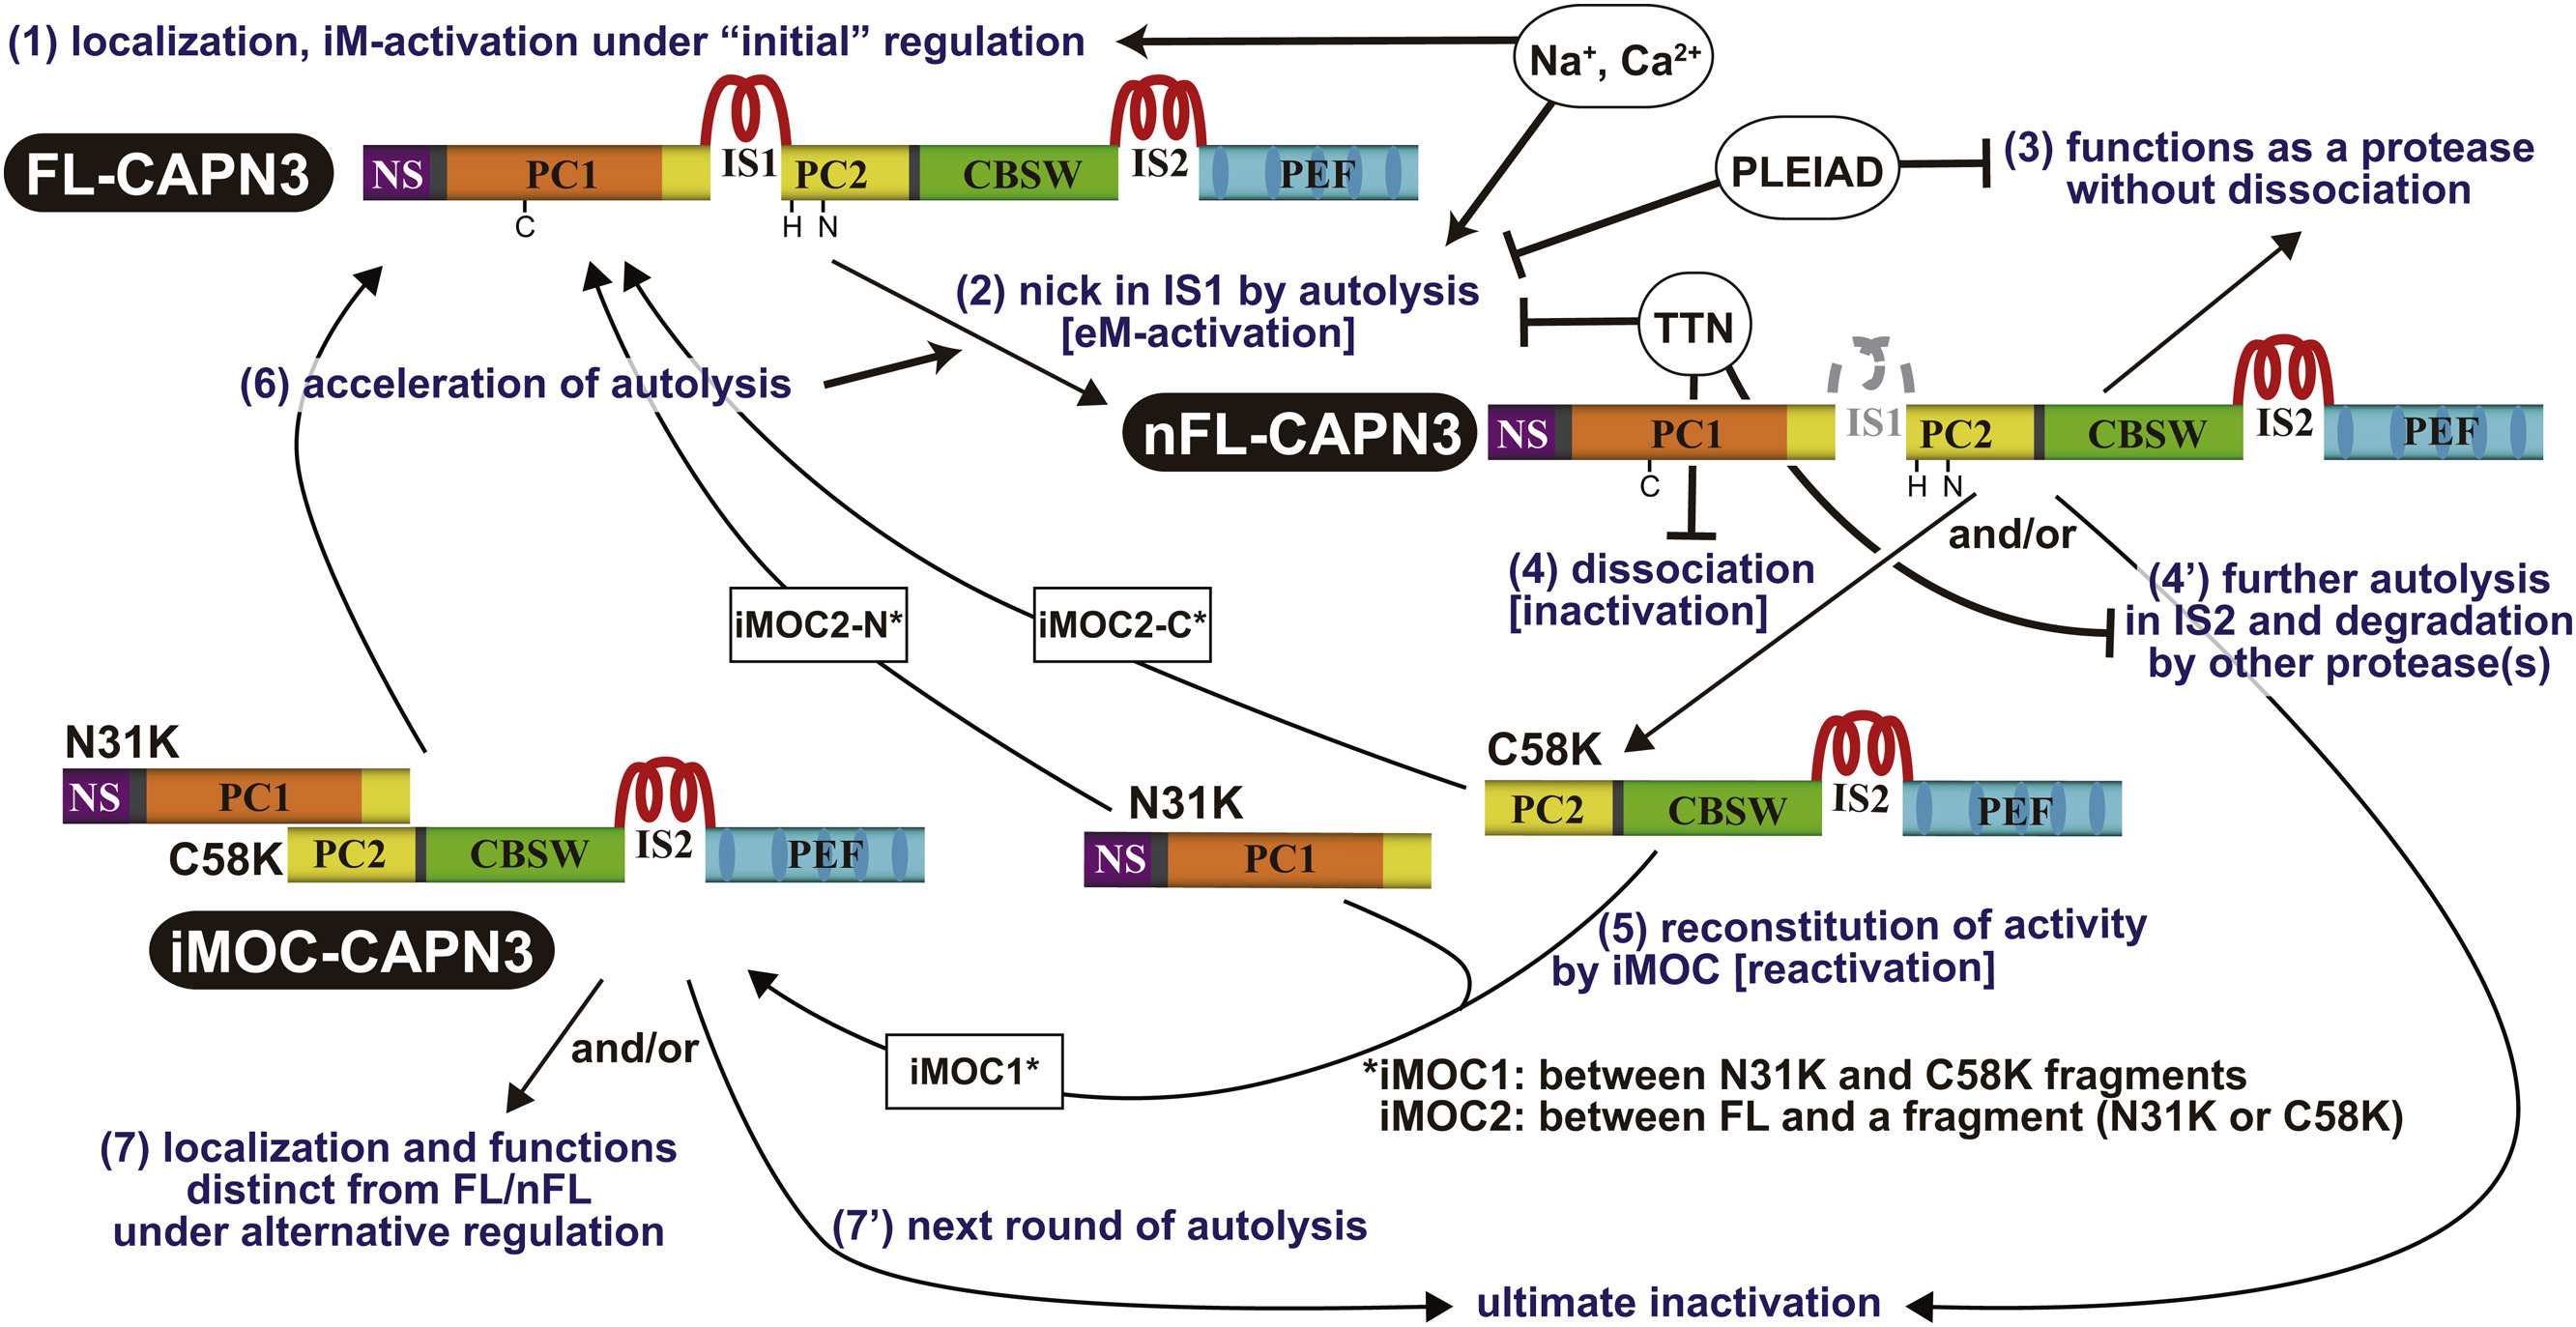 (1) localization, iM-activation under “initial” regulation
Na⁺, Ca²⁺
FL-CAPN3
NS
PC1
IS1
PC2
CBSW
IS2
PEF
C
H
N
PLEIAD
(3) functions as a protease
without dissociation
(2) nick in IS1 by autolysis
[eM-activation]
TTN
(6) acceleration of autolysis
nFL-CAPN3
NS
PC1
IS1
PC2
CBSW
IS2
PEF
C
H
N
and/or
(4) dissociation
[inactivation]
(4’) further autolysis
in IS2 and degradation
by other protease(s)
iMOC2-N*
iMOC2-C*
N31K
NS
PC1
C58K
PC2
CBSW
IS2
PEF
iMOC-CAPN3
N31K
NS
PC1
C58K
PC2
CBSW
IS2
PEF
(5) reconstitution of activity
by iMOC [reactivation]
and/or
iMOC1*
*iMOC1: between N31K and C58K fragments
iMOC2: between FL and a fragment (N31K or C58K)
(7) localization and functions
distinct from FL/nFL
under alternative regulation
(7’) next round of autolysis
ultimate inactivation